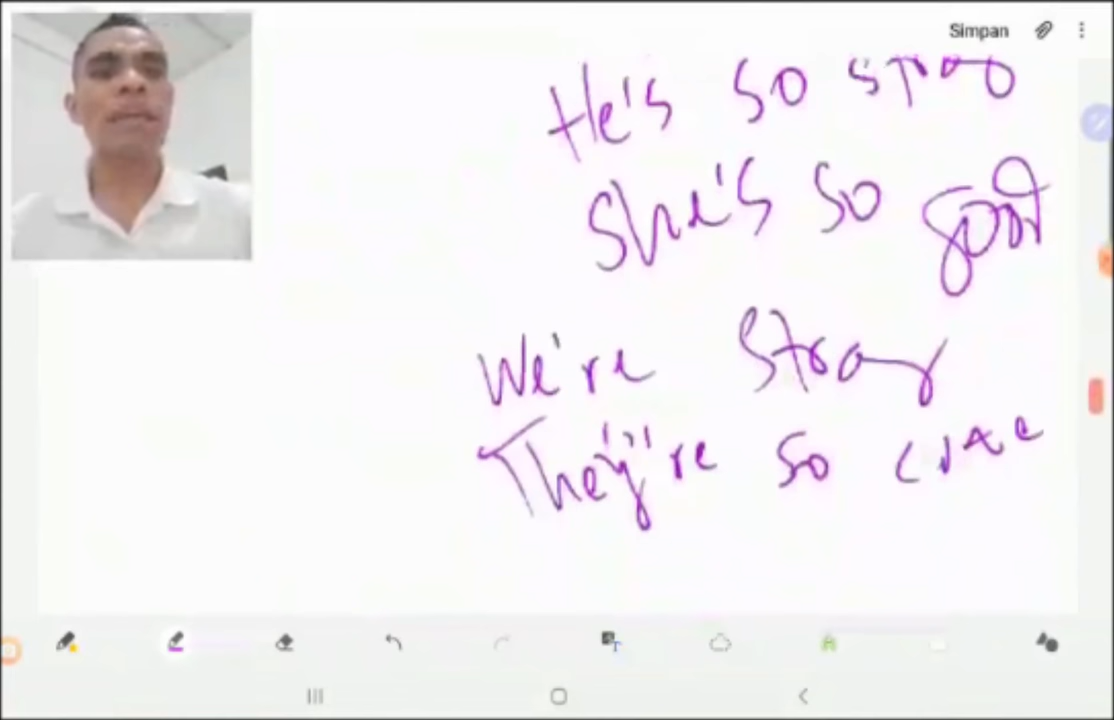 Simpan
He's so strong
She's so good
We're strong
They're so cute